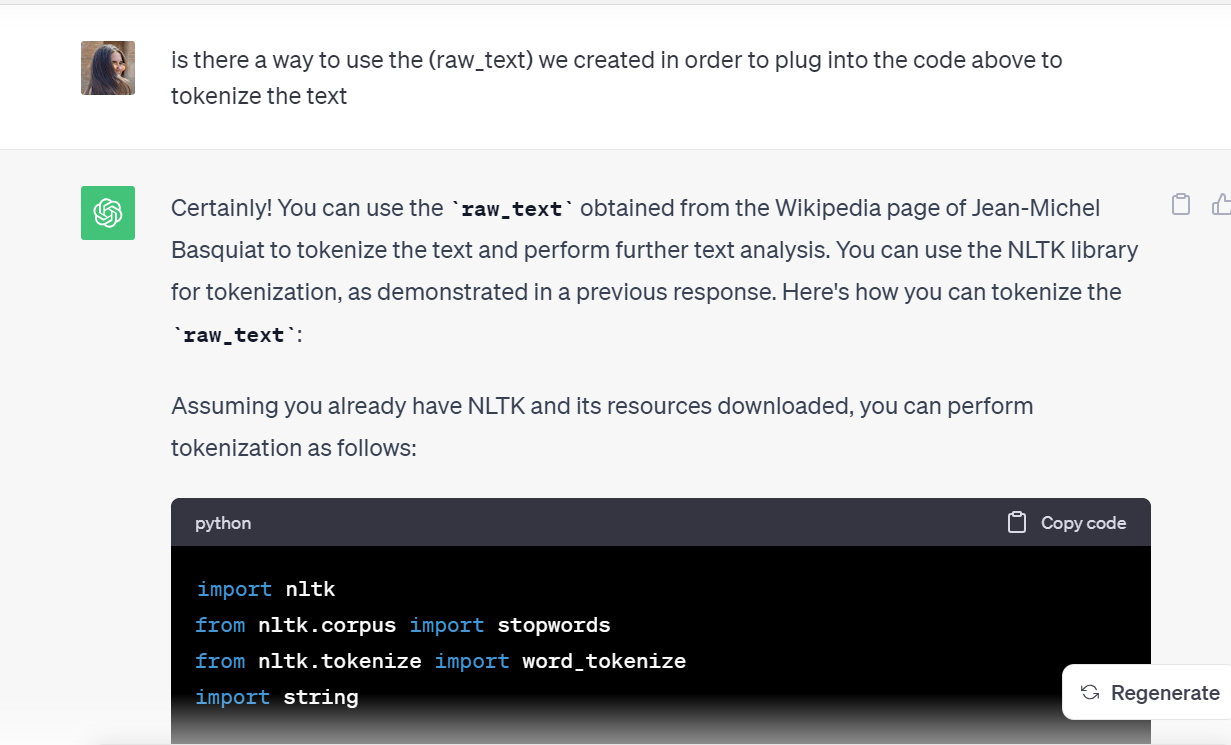 is there a way to use the (raw_text) we created in order to plug into the code above to
tokenize the text
Certainly! You can use the `raw_text` obtained from the Wikipedia page of Jean-Michel
Basquiat to tokenize the text and perform further text analysis. You can use the NLTK library
for tokenization, as demonstrated in a previous response. Here's how you can tokenize the
`raw_text`:
Assuming you already have NLTK and its resources downloaded, you can perform
tokenization as follows:
python Copy code
import nltk
from nltk.corpus import stopwords
from nltk.tokenize import word_tokenize
import string
Regenerate